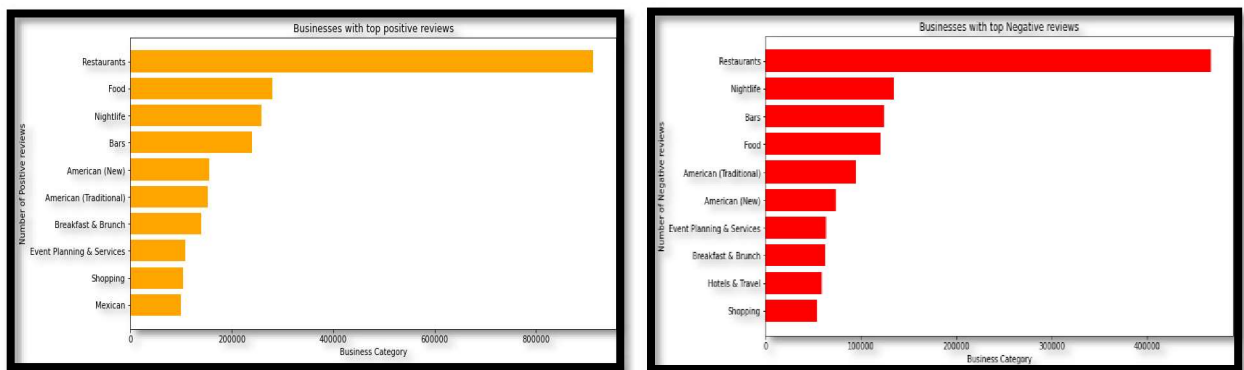 Businesses with top positive reviews
Number of Positive reviews
Restaurants
Food
Nightlife
Bars
American (New)
American (Traditional)
Breakfast & Brunch
Event Planning & Services
Shopping
Mexican
0 200000 400000 600000 800000
Business Category
Businesses with top Negative reviews
Number of Negative reviews
Restaurants
Nightlife
Bars
Food
American (Traditional)
American (New)
Event Planning & Services
Breakfast & Brunch
Hotels & Travel
Shopping
0 100000 200000 300000 400000
Business Category